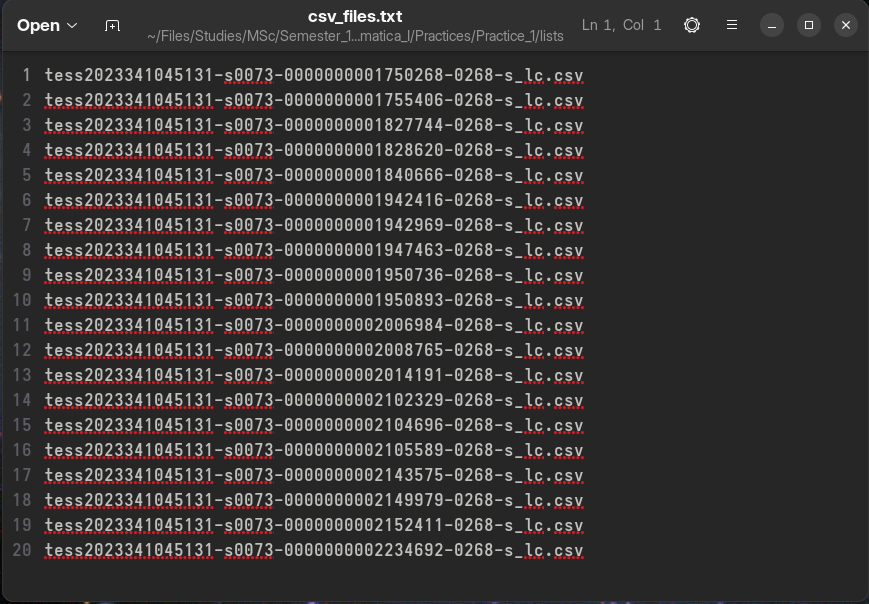 Open
csv_files.txt
~/Files/Studies/MSc/Semester_1...matica_I/Practices/Practice_1/lists
Ln 1, Col 1
1 tess2023341045131-s0073-0000000001750268-0268-s_lc.csv
2 tess2023341045131-s0073-0000000001755406-0268-s_lc.csv
3 tess2023341045131-s0073-0000000001827744-0268-s_lc.csv
4 tess2023341045131-s0073-0000000001828620-0268-s_lc.csv
5 tess2023341045131-s0073-0000000001840666-0268-s_lc.csv
6 tess2023341045131-s0073-0000000001942416-0268-s_lc.csv
7 tess2023341045131-s0073-0000000001942969-0268-s_lc.csv
8 tess2023341045131-s0073-0000000001947463-0268-s_lc.csv
9 tess2023341045131-s0073-0000000001950736-0268-s_lc.csv
10 tess2023341045131-s0073-0000000001950893-0268-s_lc.csv
11 tess2023341045131-s0073-0000000002006984-0268-s_lc.csv
12 tess2023341045131-s0073-0000000002008765-0268-s_lc.csv
13 tess2023341045131-s0073-0000000002014191-0268-s_lc.csv
14 tess2023341045131-s0073-0000000002102329-0268-s_lc.csv
15 tess2023341045131-s0073-0000000002104696-0268-s_lc.csv
16 tess2023341045131-s0073-0000000002105589-0268-s_lc.csv
17 tess2023341045131-s0073-0000000002143575-0268-s_lc.csv
18 tess2023341045131-s0073-0000000002149979-0268-s_lc.csv
19 tess2023341045131-s0073-0000000002152411-0268-s_lc.csv
20 tess2023341045131-s0073-0000000002234692-0268-s_lc.csv